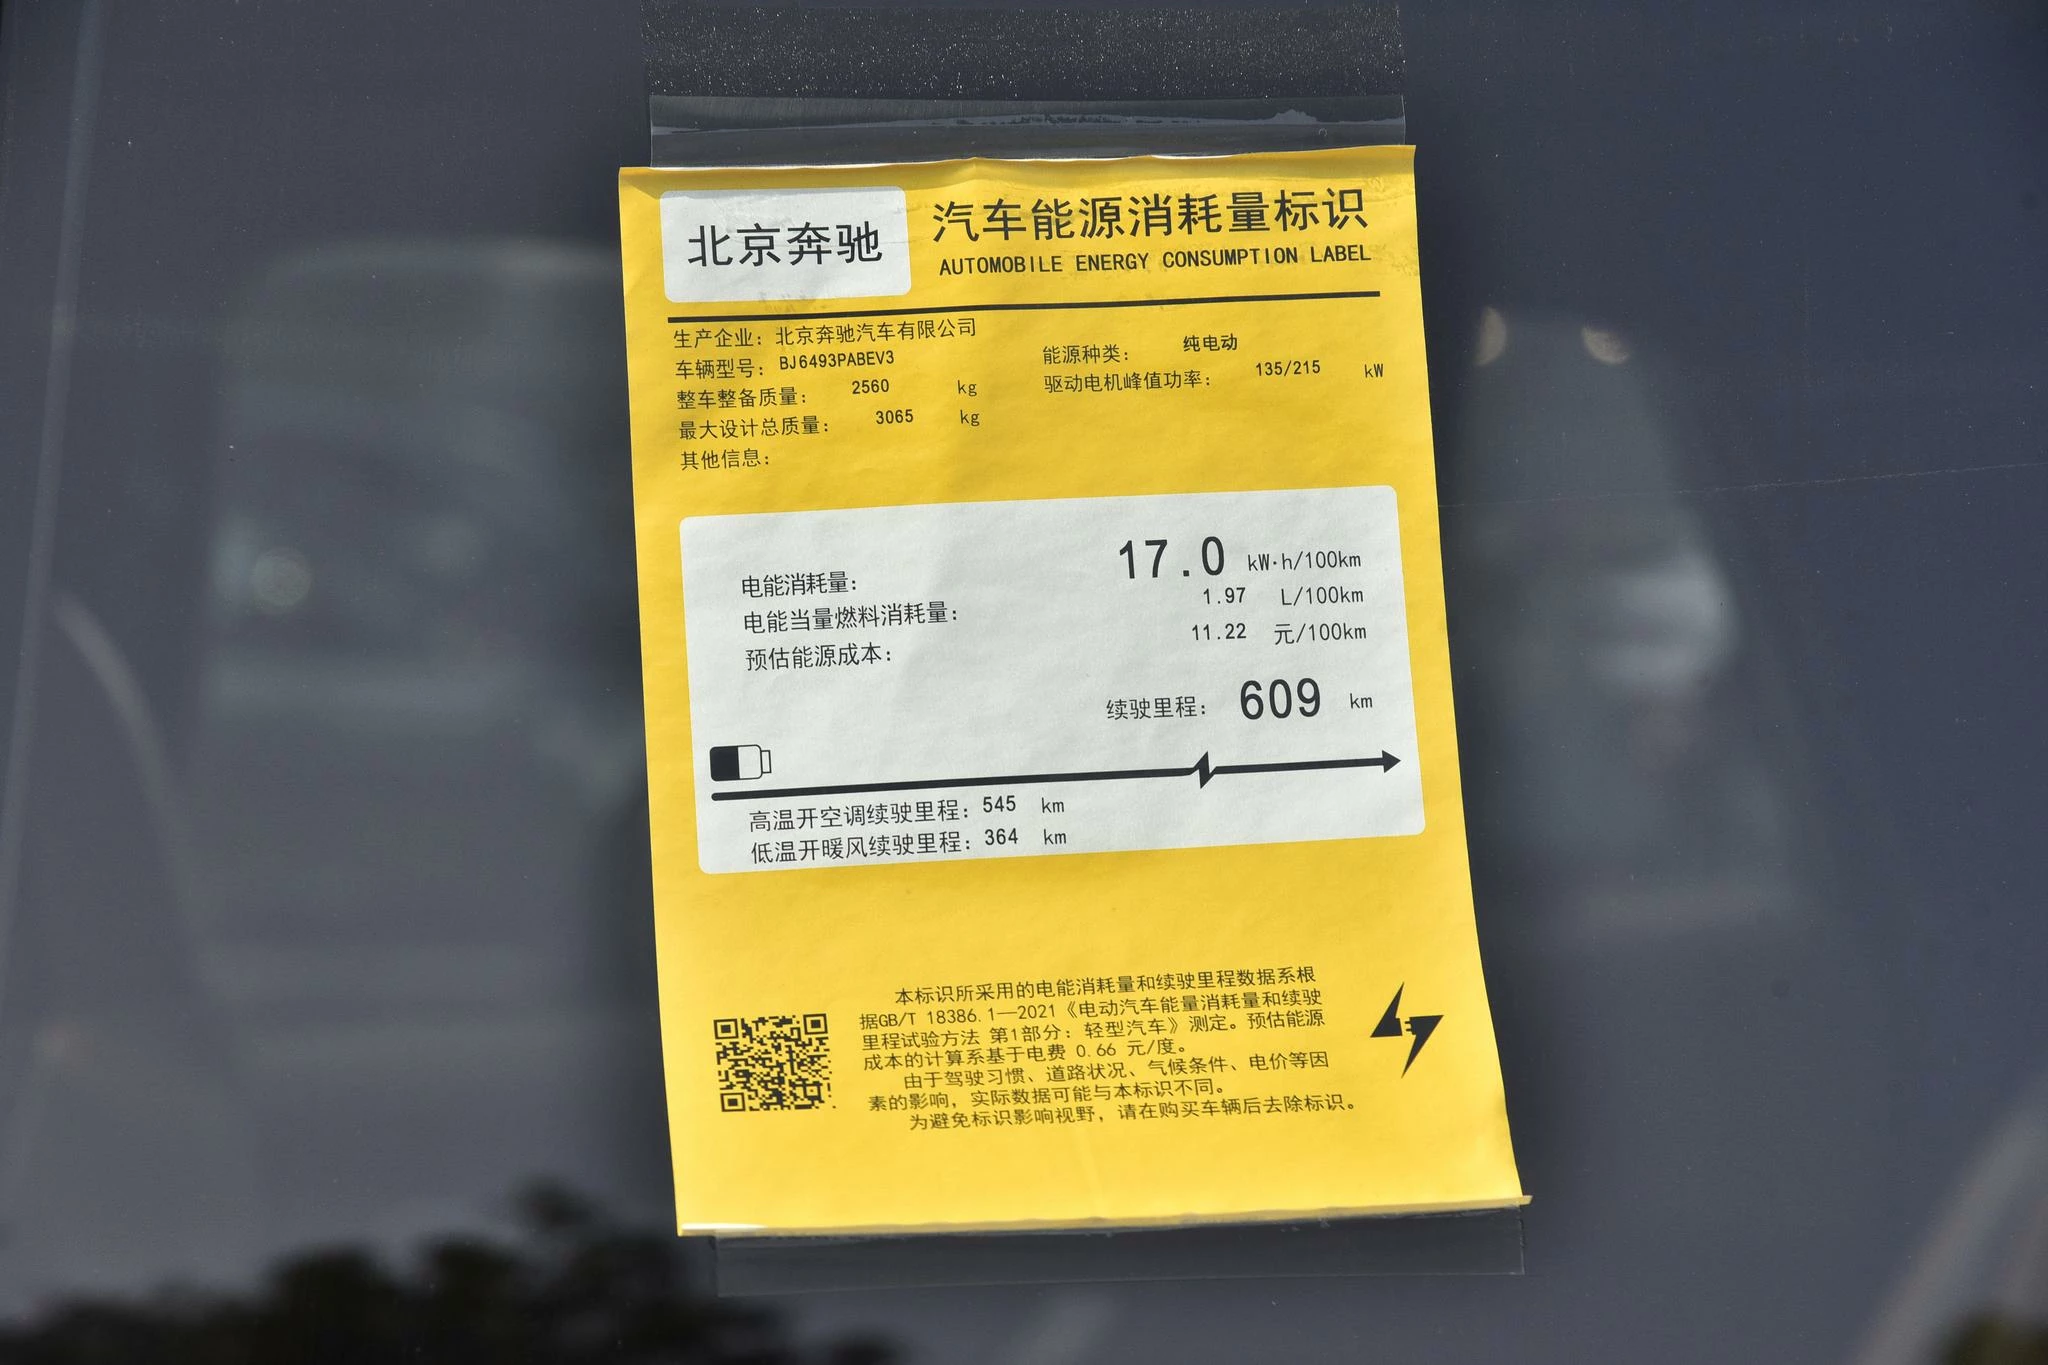 北京奔驰
汽车能源消耗量标识
AUTOMOBILE ENERGY CONSUMPTION LABEL
生产企业：北京奔驰汽车有限公司
车辆型号：BJ6493PABEV3
能源种类： 纯电动
整车整备质量： 2560 kg
驱动电机峰值功率： 135/215 kW
最大设计总质量： 3065 kg
其他信息：
电能消耗量： 17.0 kW·h/100km
电能当量燃料消耗量： 1.97 L/100km
预估能源成本： 11.22 元/100km
续驶里程： 609 km
高温开空调续驶里程：545 km
低温开暖风续驶里程：364 km
本标识所采用的电能消耗量和续驶里程数据系根
据GB/T 18386.1—2021《电动汽车能量消耗量和续驶
里程试验方法 第1部分：轻型汽车》测定。预估能源
成本的计算系基于电费 0.66 元/度。
由于驾驶习惯、道路状况、气候条件、电价等因
素的影响，实际数据可能与本标识不同。
为避免标识影响视野，请在购买车辆后去除标识。